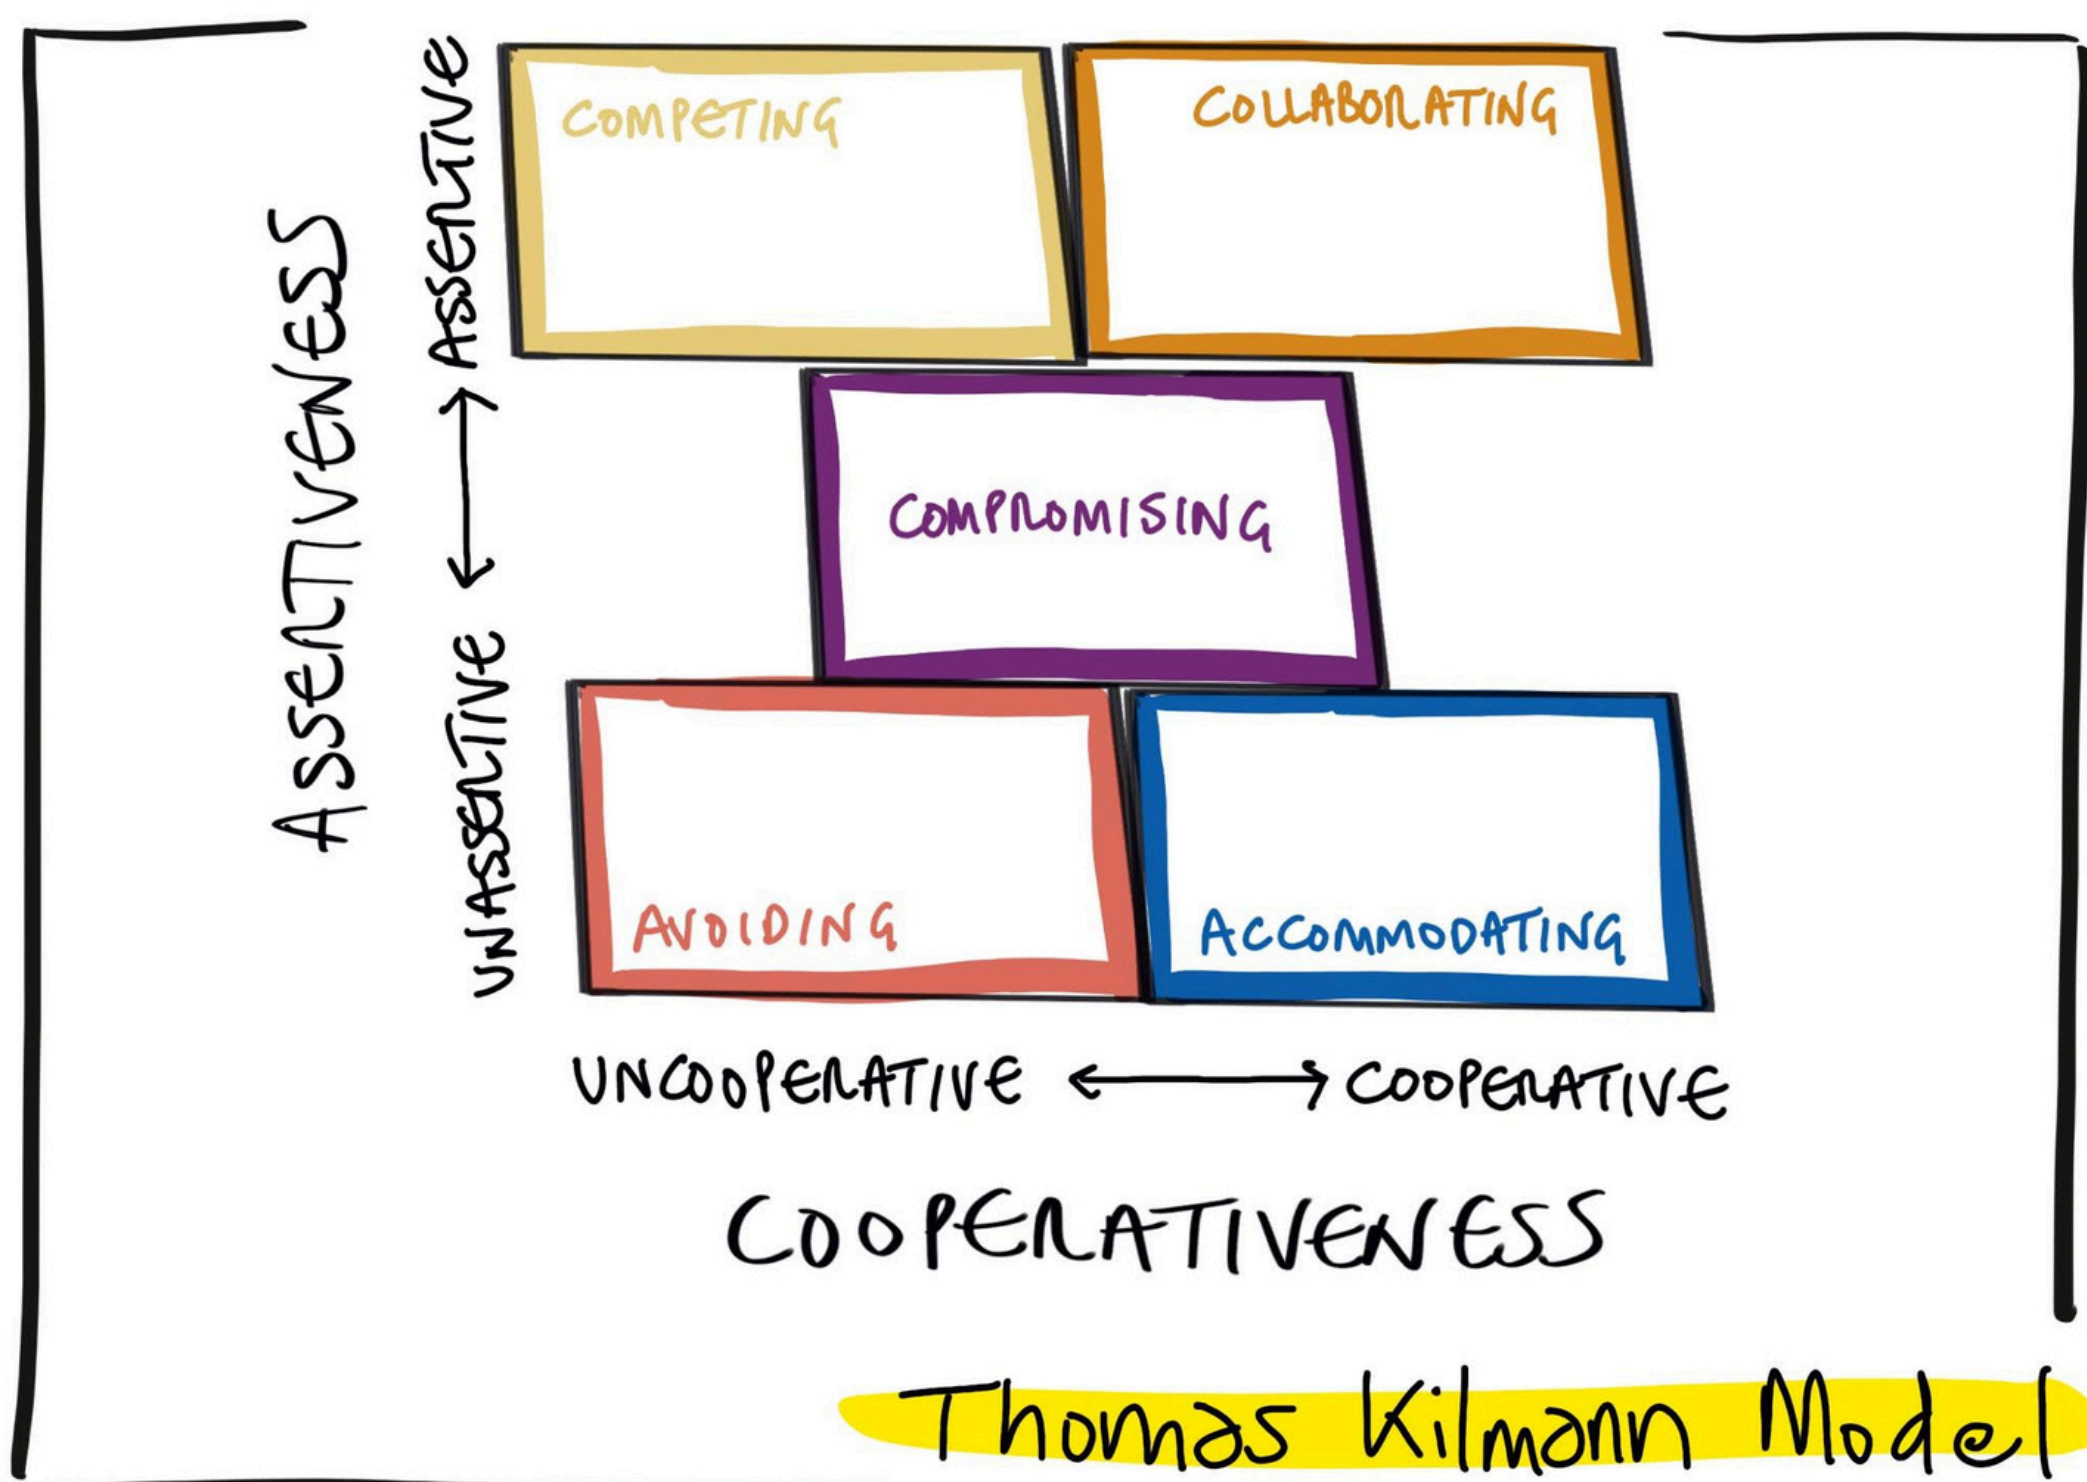 ASSERTIVENESS
UNASSERTIVE
ASSERTIVE
COMPETING
COLLABORATING
COMPROMISING
AVOIDING
ACCOMMODATING
UNCOOPERATIVE
COOPERATIVE
COOPERATIVENESS
Thomas Kilmann Model